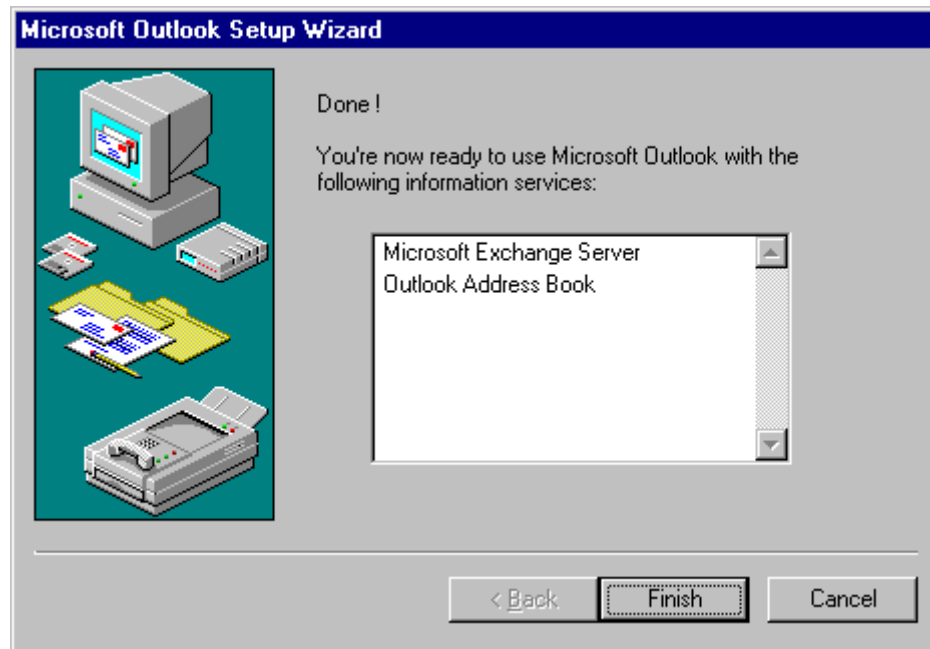 Microsoft Outlook Setup Wizard
Done !
You're now ready to use Microsoft Outlook with the
following information services:
Microsoft Exchange Server
Outlook Address Book
< Back
Finish
Cancel